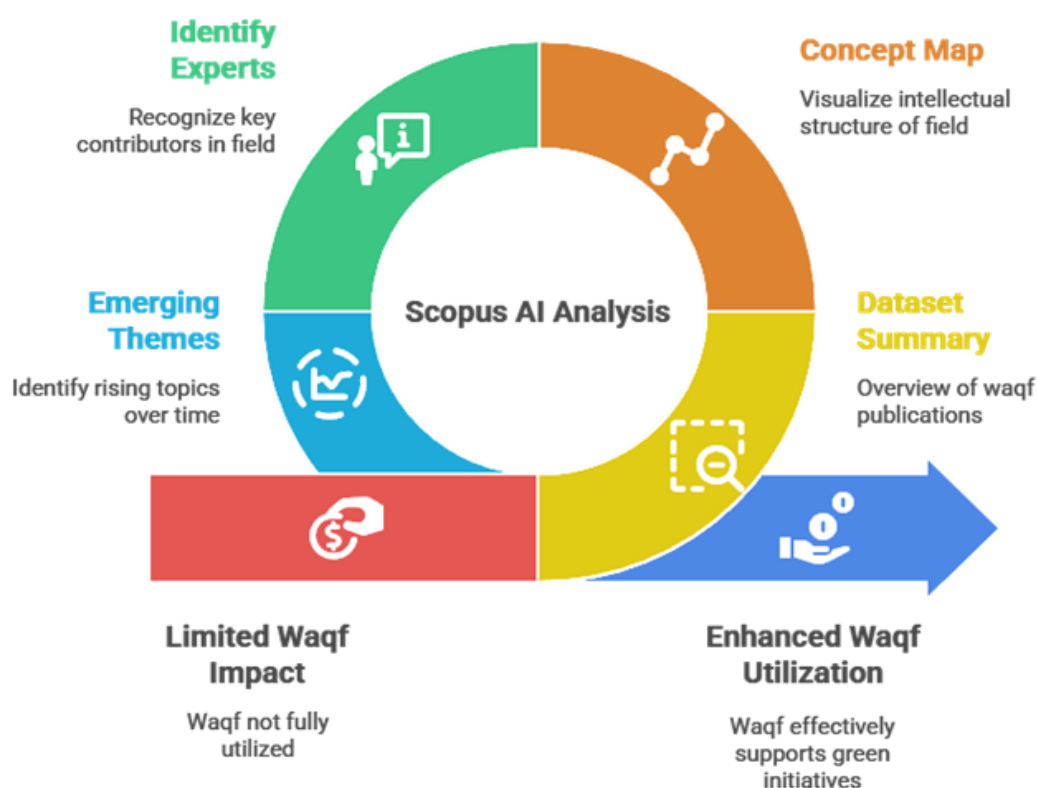 Identify
Experts
Recognize key
contributors in field
Concept Map
Visualize intellectual
structure of field
Emerging
Themes
Identify rising topics
over time
Scopus AI Analysis
Dataset
Summary
Overview of waqf
publications
Limited Waqf
Impact
Waqf not fully
utilized
Enhanced Waqf
Utilization
Waqf effectively
supports green
initiatives